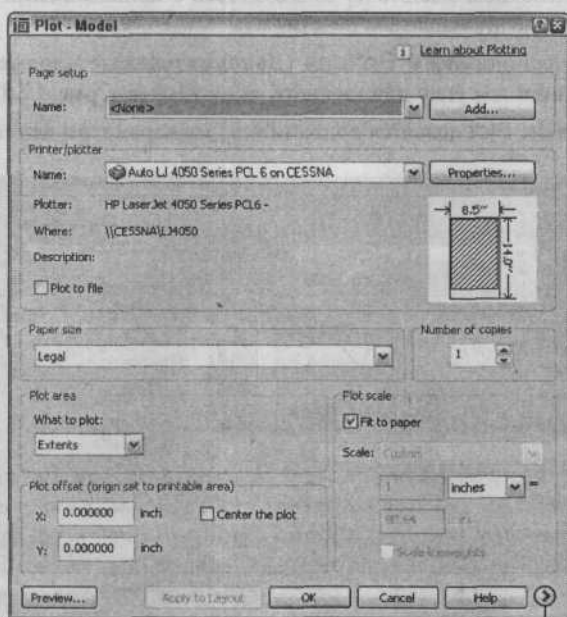 Plot - Model
Learn about Plotting
Page setup
Name: <None> Add...
Printer/plotter
Name: Auto LJ 4050 Series PCL 6 on CESSNA Properties...
Plotter: HP LaserJet 4050 Series PCL6 -
Where: \\CESSNA\LJ4050
Description:
Plot to file
8.5"
14.0"
Paper size
Legal
Number of copies
1
Plot area
What to plot:
Extents
Plot scale
Fit to paper
Scale: Custom
1 inches =
Scale lineweights
Plot offset (origin set to printable area)
X: 0.000000 inch Center the plot
Y: 0.000000 inch
Preview... Apply to Layout OK Cancel Help